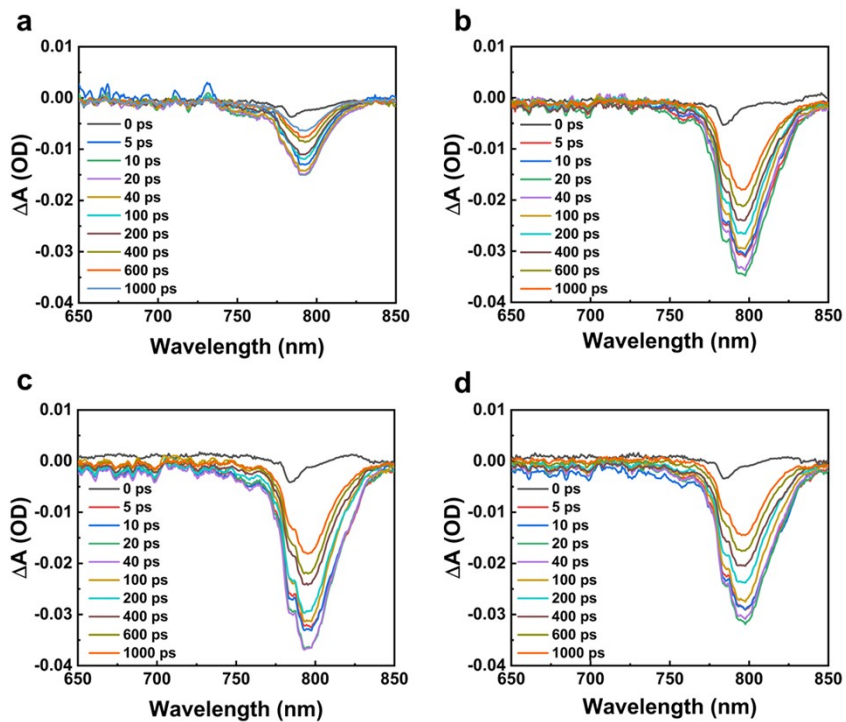 a
0.01
0.00
-0.01
-0.02
-0.03
-0.04
ΔA (OD)
0 ps
5 ps
10 ps
20 ps
40 ps
100 ps
200 ps
400 ps
600 ps
1000 ps
650 700 750 800 850
Wavelength (nm)
b
0.01
0.00
-0.01
-0.02
-0.03
-0.04
ΔA (OD)
0 ps
5 ps
10 ps
20 ps
40 ps
100 ps
200 ps
400 ps
600 ps
1000 ps
650 700 750 800 850
Wavelength (nm)
c
0.01
0.00
-0.01
-0.02
-0.03
-0.04
ΔA (OD)
0 ps
5 ps
10 ps
20 ps
40 ps
100 ps
200 ps
400 ps
600 ps
1000 ps
650 700 750 800 850
Wavelength (nm)
d
0.01
0.00
-0.01
-0.02
-0.03
-0.04
ΔA (OD)
0 ps
5 ps
10 ps
20 ps
40 ps
100 ps
200 ps
400 ps
600 ps
1000 ps
650 700 750 800 850
Wavelength (nm)